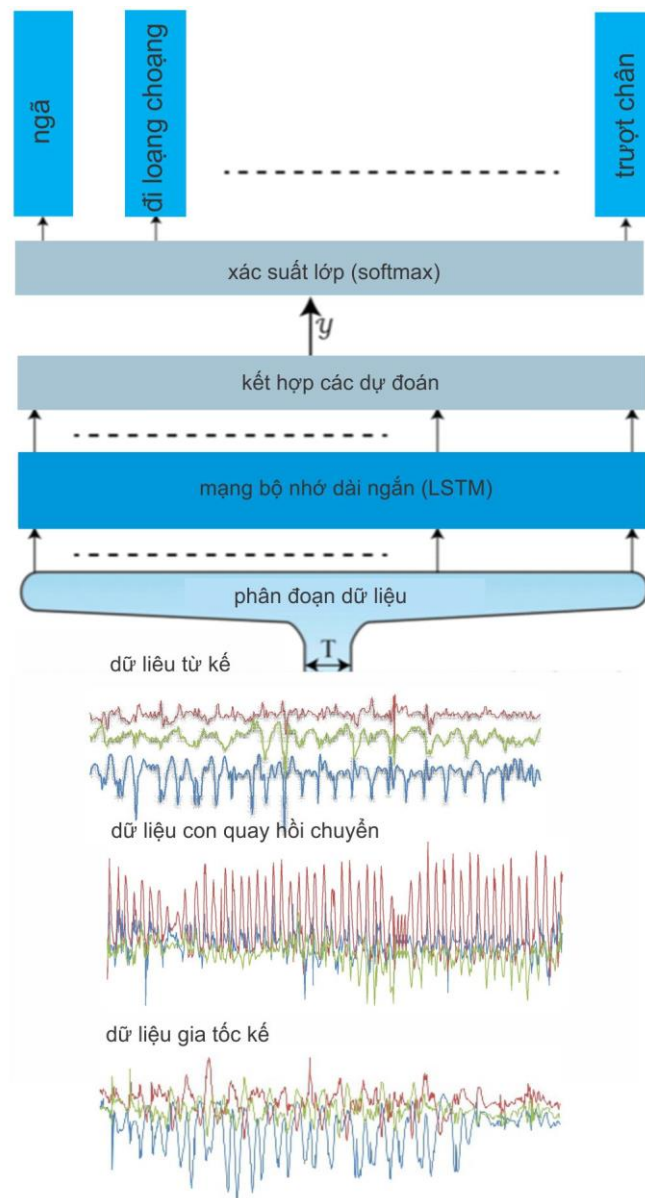 ngã
đi loạng choạng
trượt chân
xác suất lớp (softmax)
y
kết hợp các dự đoán
mạng bộ nhớ dài ngắn (LSTM)
phân đoạn dữ liệu
T
dữ liêu từ kế
dữ liệu con quay hồi chuyển
dữ liệu gia tốc kế